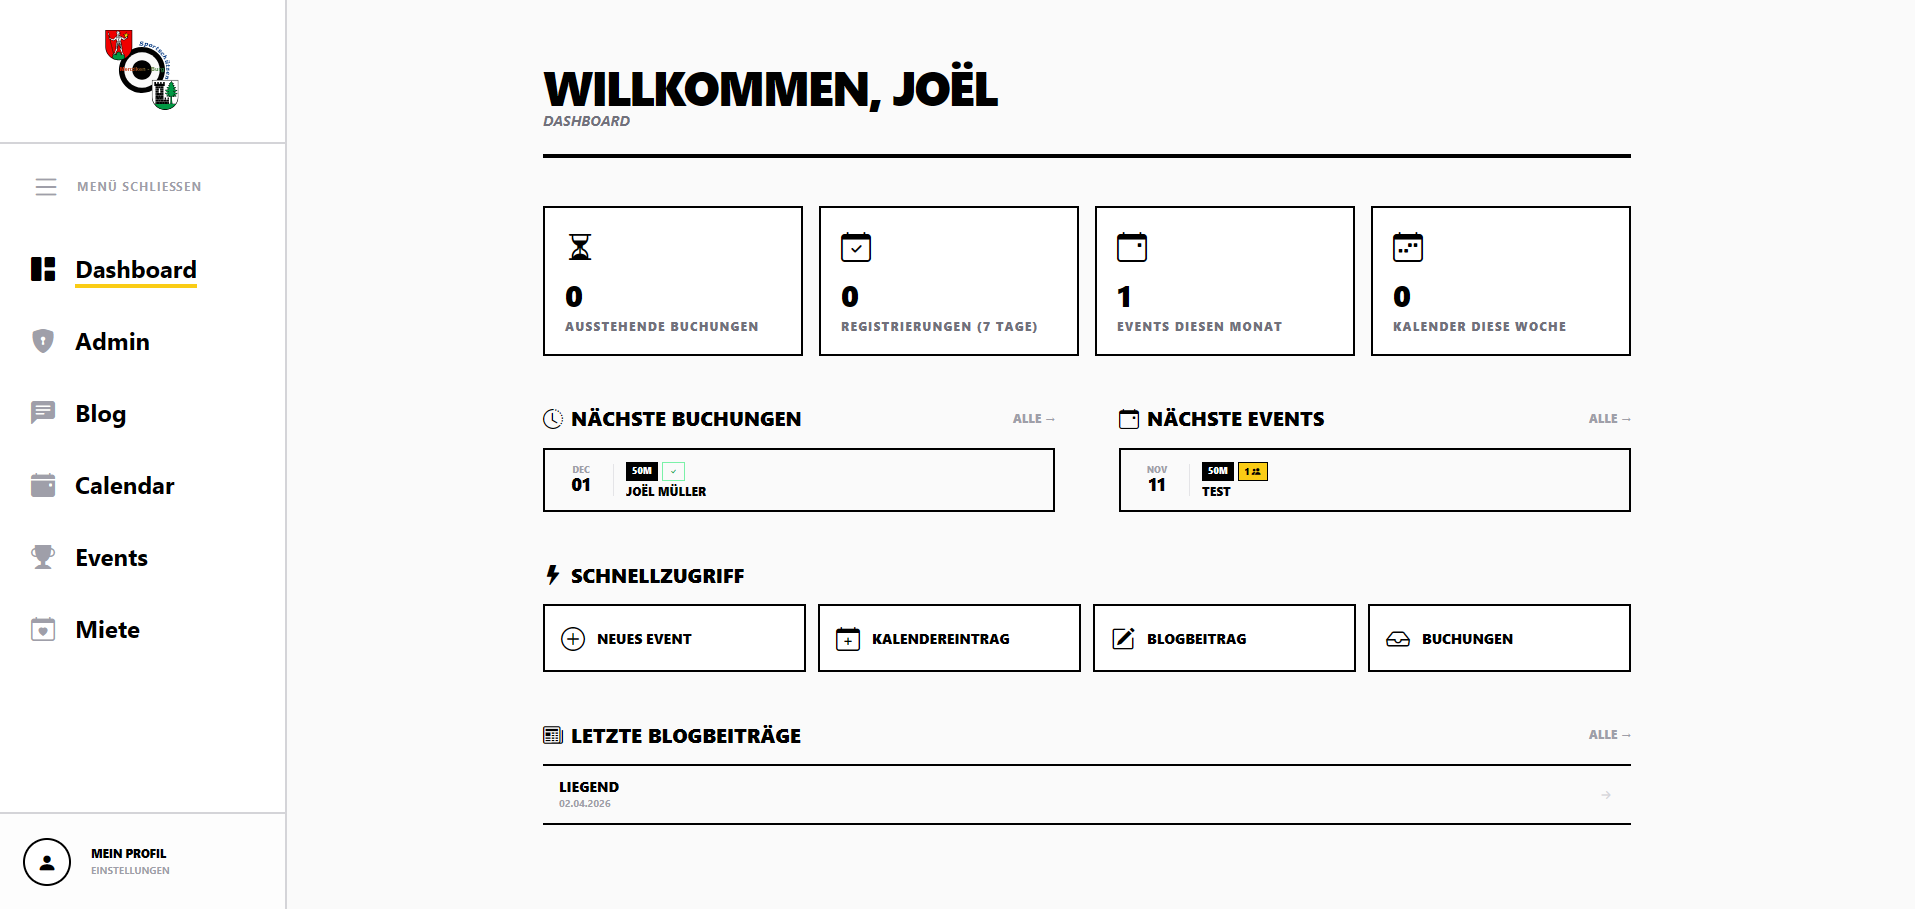 Sportschützen
MENÜ SCHLIESSEN
Dashboard
Admin
Blog
Calendar
Events
Miete
MEIN PROFIL
EINSTELLUNGEN
WILLKOMMEN, JOËL
DASHBOARD
0
AUSSTEHENDE BUCHUNGEN
0
REGISTRIERUNGEN (7 TAGE)
1
EVENTS DIESEN MONAT
0
KALENDER DIESE WOCHE
NÄCHSTE BUCHUNGEN
ALLE →
DEC
01
50M
JOËL MÜLLER
NÄCHSTE EVENTS
ALLE →
NOV
11
50M 1
TEST
SCHNELLZUGRIFF
NEUES EVENT
KALENDEREINTRAG
BLOGBEITRAG
BUCHUNGEN
LETZTE BLOGBEITRÄGE
ALLE →
LIEGEND
02.04.2026